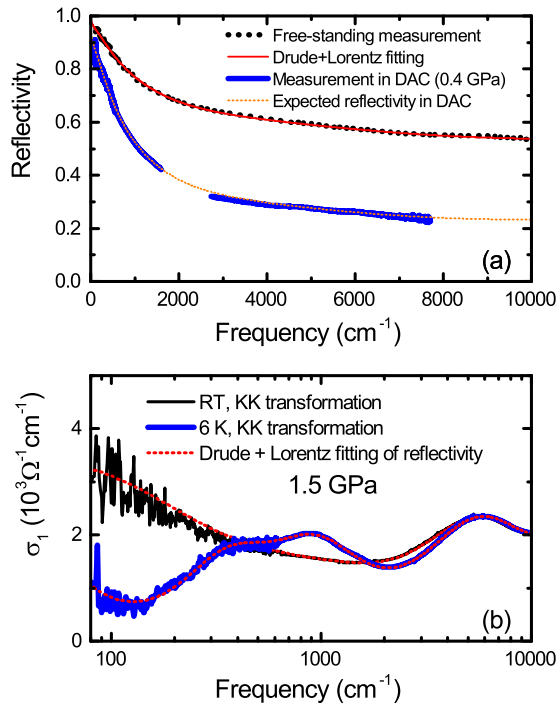 1.0
0.8
0.6
0.4
0.2
0.0
Reflectivity
Free-standing measurement
Drude+Lorentz fitting
Measurement in DAC (0.4 GPa)
Expected reflectivity in DAC
(a)
0 2000 4000 6000 8000 10000
Frequency (cm⁻¹)
4
2
0
σ₁ (10³Ω⁻¹cm⁻¹)
RT, KK transformation
6 K, KK transformation
Drude + Lorentz fitting of reflectivity
1.5 GPa
(b)
100 1000 10000
Frequency (cm⁻¹)